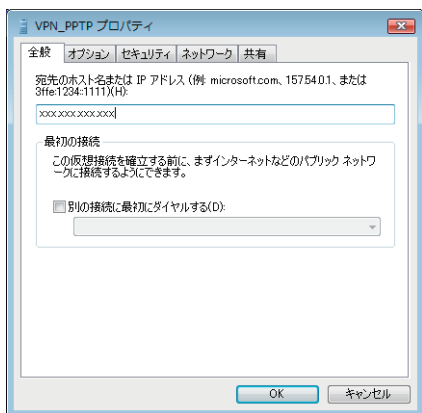 VPN_PPTP プロパティ
全般 オプション セキュリティ ネットワーク 共有
宛先のホスト名または IP アドレス (例: microsoft.com、157.54.0.1、または
3ffe:1234::1111)(H):
xxx.xxx.xxx.xxx
最初の接続
この仮想接続を確立する前に、まずインターネットなどのパブリック ネットワ
ークに接続するようにできます。
別の接続に最初にダイヤルする(D):
OK キャンセル